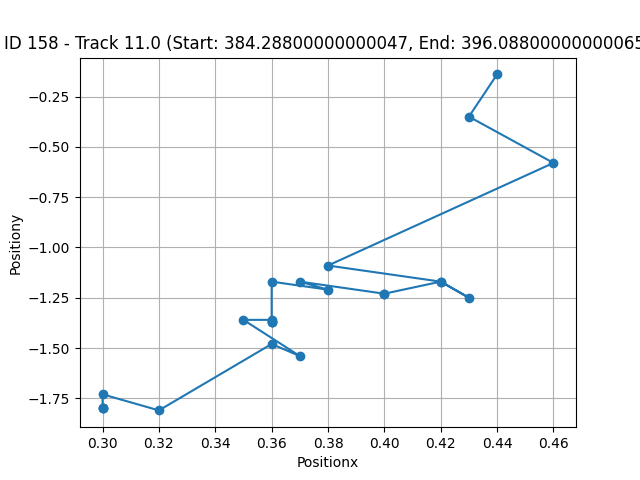 ID 158 - Track 11.0 (Start: 384.28800000000047, End: 396.08800000000065
−0.25
−0.50
−0.75
−1.00
−1.25
−1.50
−1.75
Positiony
0.30 0.32 0.34 0.36 0.38 0.40 0.42 0.44 0.46
Positionx